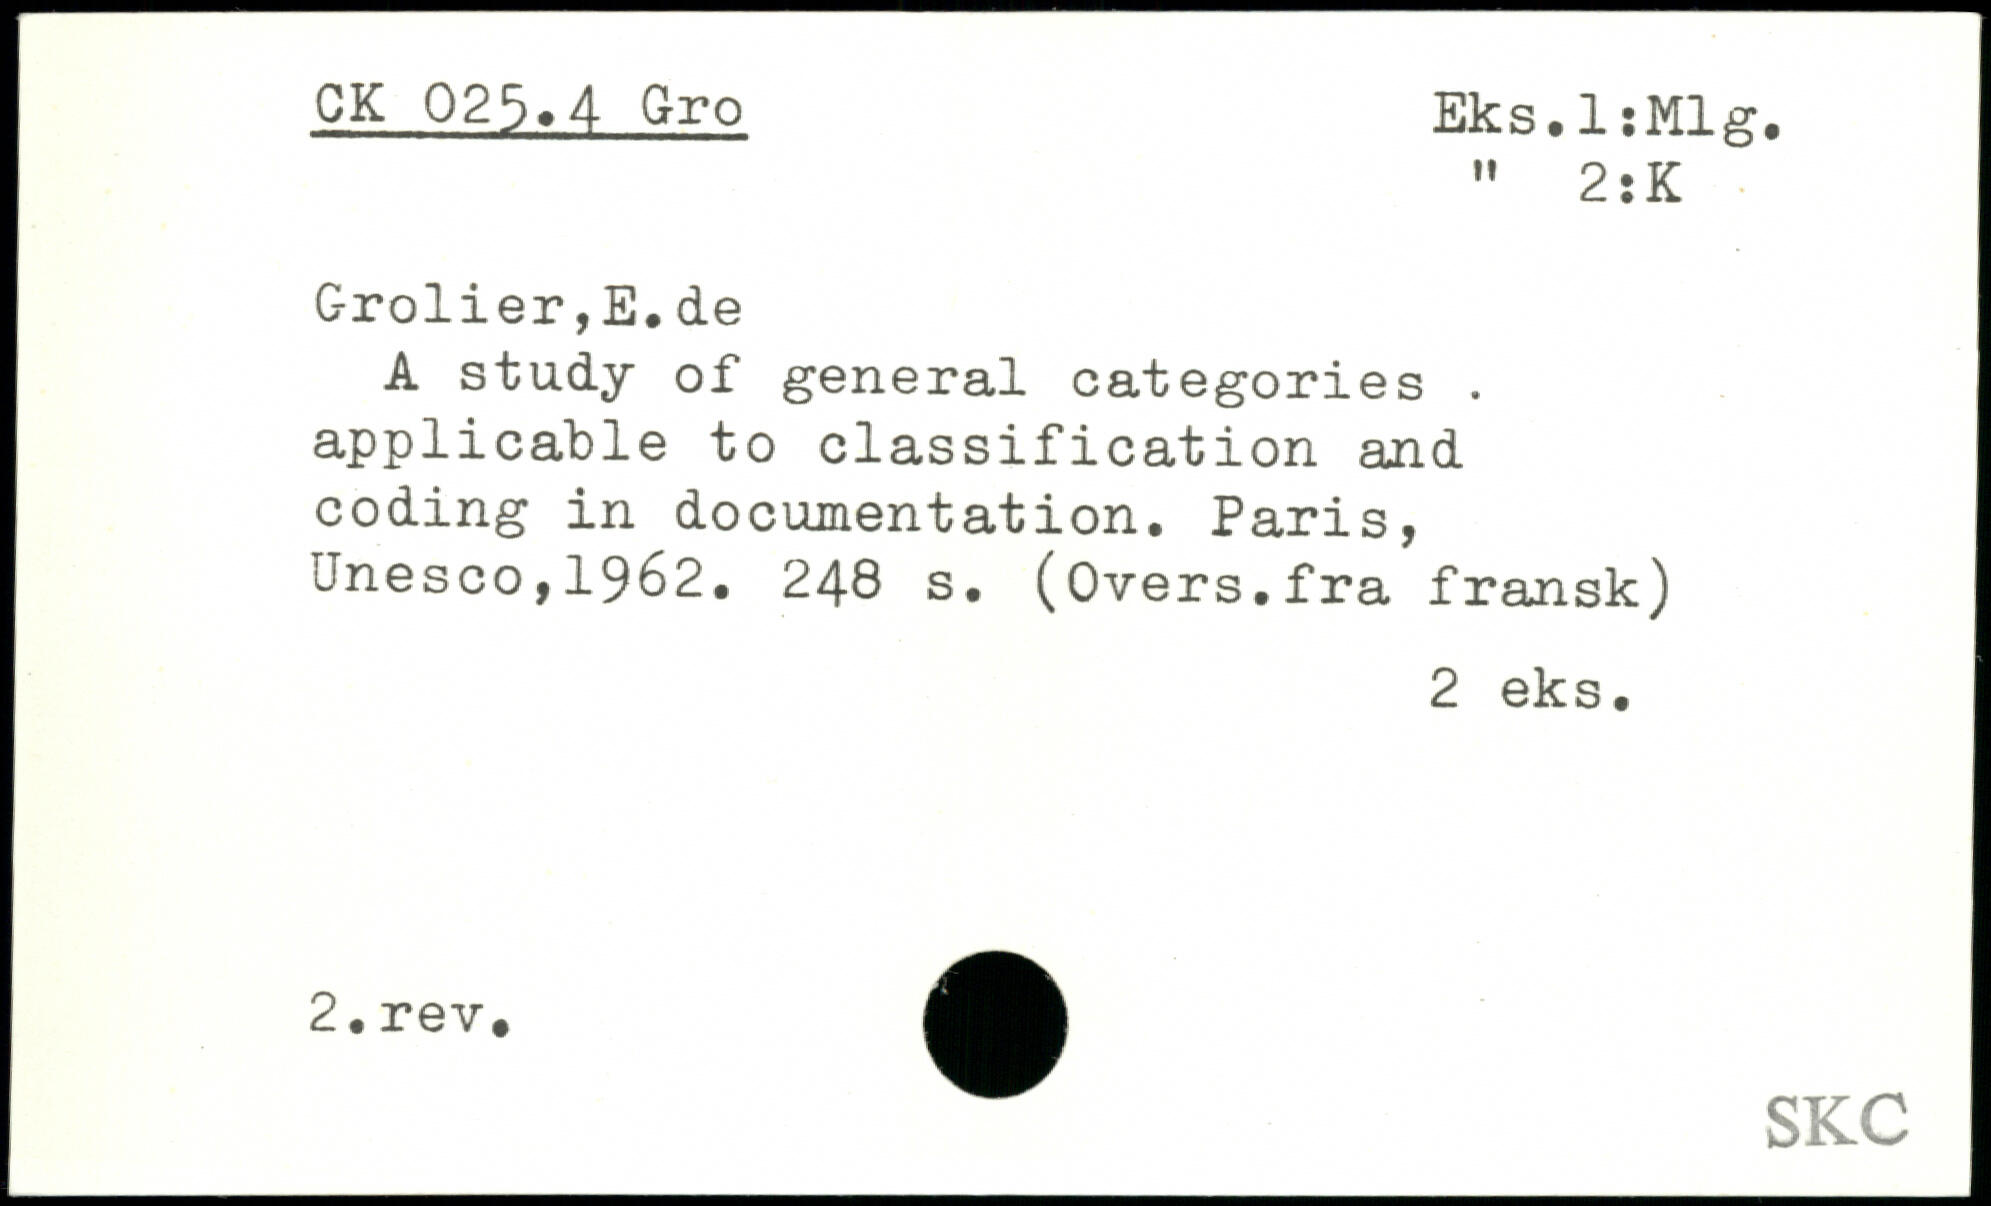 CK 025.4 Gro
Eks.1:Mlg.
" 2:K
Grolier,E.de
A study of general categories .
applicable to classification and
coding in documentation. Paris,
Unesco,1962. 248 s. (Overs.fra fransk)
2 eks.
2.rev.
SKC